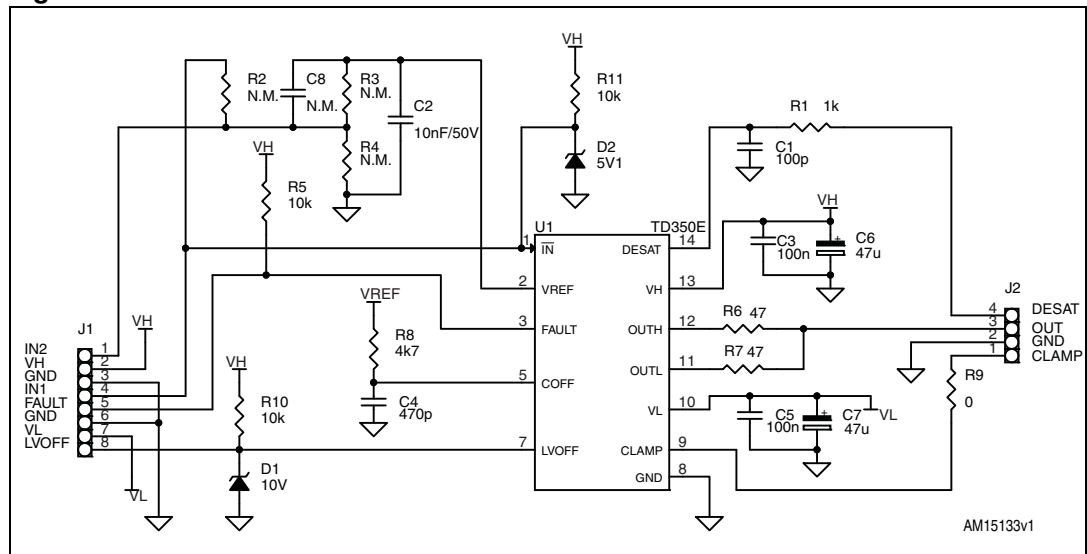 VH
R2
N.M.
C8
N.M.
R3
N.M.
C2
10nF/50V
R4
N.M.
R11
10k
D2
5V1
R1 1k
C1
100p
VH
R5
10k
VH
C3
100n
C6
47u
U1
TD350E
1
IN
2
VREF
3
FAULT
5
COFF
7
LVOFF
DESAT
14
VH
13
OUTH
12
OUTL
11
VL
10
CLAMP
9
GND
8
R6 47
R7 47
J2
4
DESAT
3
OUT
2
GND
1
CLAMP
R9
0
C5
100n
C7
47u
VL
VREF
R8
4k7
C4
470p
J1
VH
IN2
1
VH
2
GND
3
IN1
4
FAULT
5
GND
6
VL
7
LVOFF
8
R10
10k
VH
D1
10V
VL
AM15133v1